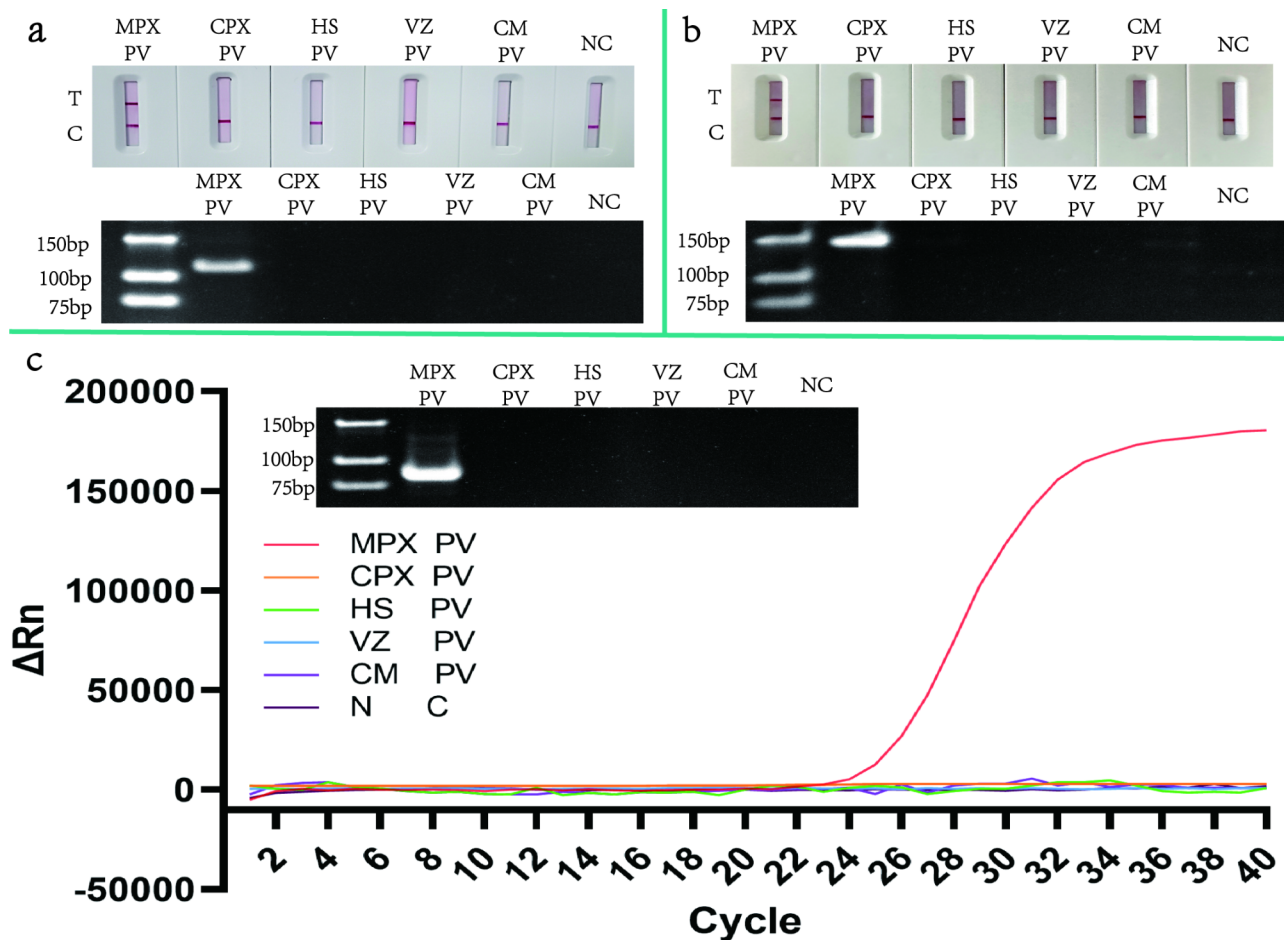 a
MPX CPX HS VZ CM NC
PV PV PV PV PV
T
C
MPX CPX HS VZ CM NC
PV PV PV PV PV
150bp
100bp
75bp
b
MPX CPX HS VZ CM NC
PV PV PV PV PV
T
C
MPX CPX HS VZ CM NC
PV PV PV PV PV
150bp
100bp
75bp
c
MPX CPX HS VZ CM NC
PV PV PV PV PV
150bp
100bp
75bp
200000
150000
100000
50000
0
-50000
ΔRn
MPX PV
CPX PV
HS PV
VZ PV
CM PV
N C
2 4 6 8 10 12 14 16 18 20 22 24 26 28 30 32 34 36 38 40
Cycle